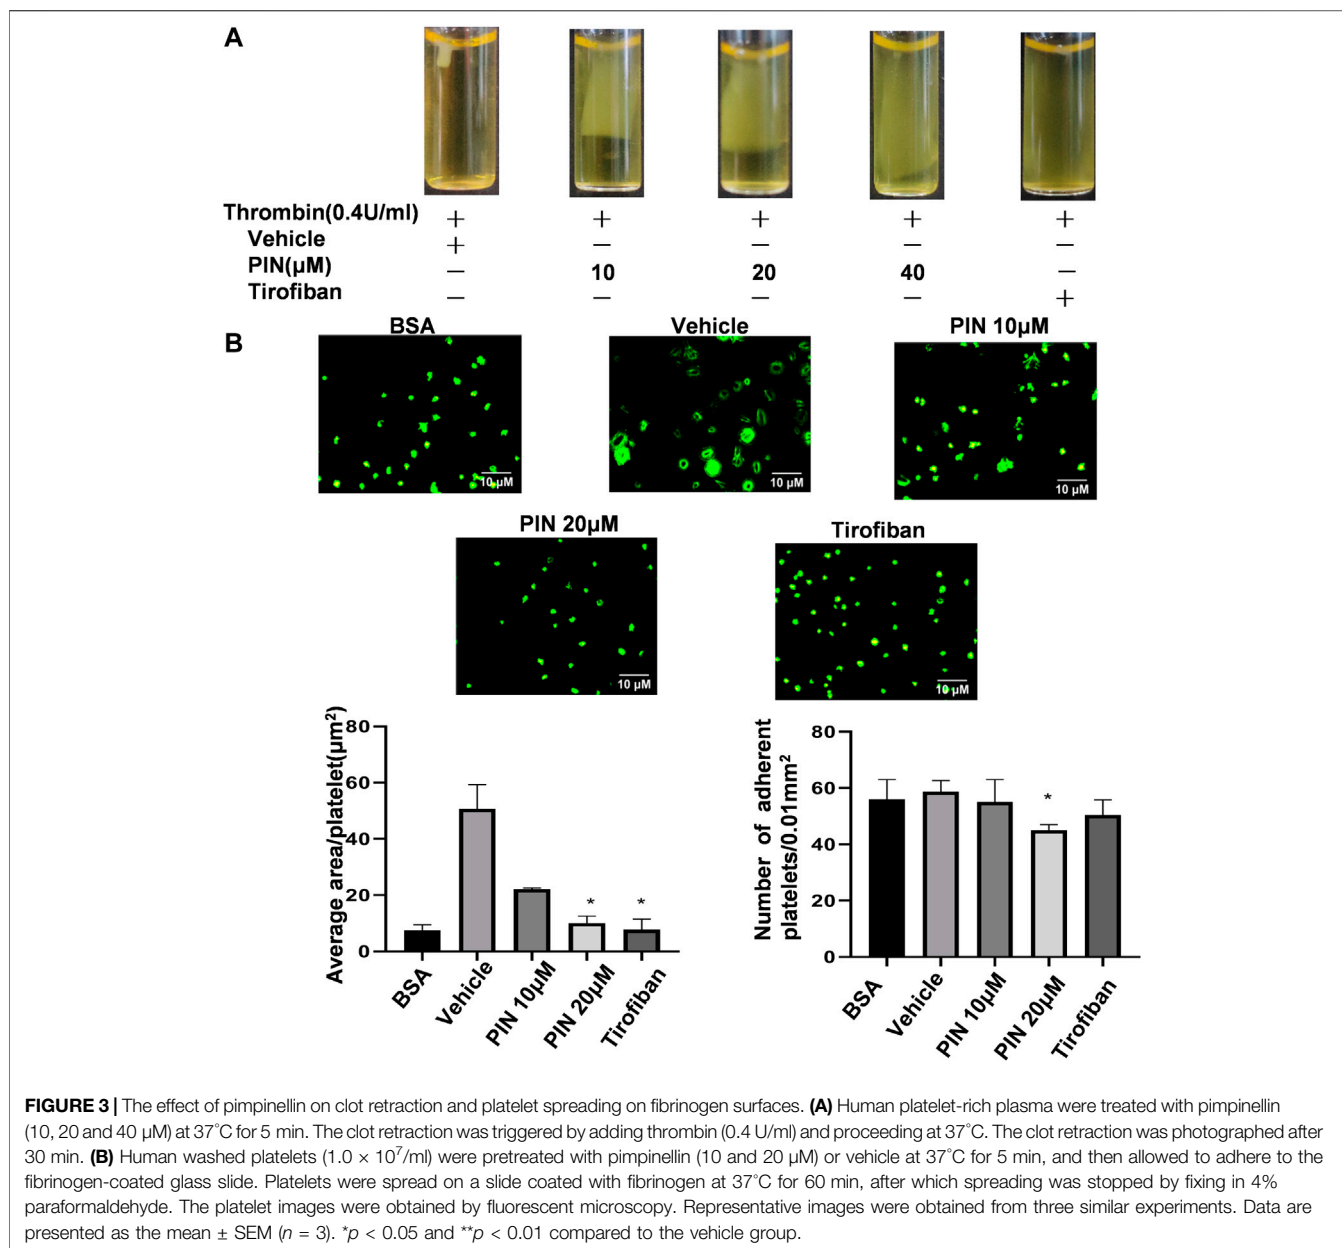 A
Thrombin(0.4U/ml) + + + + +
Vehicle + − − − −
PIN(µM) − 10 20 40 −
Tirofiban − − − − +
B
BSA Vehicle PIN 10µM
10 µM 10 µM 10 µM
PIN 20µM Tirofiban
10 µM 10 µM
Average area/platelet(µm²)
80
60
40
20
0
* *
BSA Vehicle PIN 10µM PIN 20µM Tirofiban
Number of adherent
platelets/0.01mm²
80
60
40
20
0
*
BSA Vehicle PIN 10µM PIN 20µM Tirofiban
FIGURE 3 | The effect of pimpinellin on clot retraction and platelet spreading on fibrinogen surfaces. (A) Human platelet-rich plasma were treated with pimpinellin
(10, 20 and 40 µM) at 37°C for 5 min. The clot retraction was triggered by adding thrombin (0.4 U/ml) and proceeding at 37°C. The clot retraction was photographed after
30 min. (B) Human washed platelets (1.0 × 10⁷/ml) were pretreated with pimpinellin (10 and 20 µM) or vehicle at 37°C for 5 min, and then allowed to adhere to the
fibrinogen-coated glass slide. Platelets were spread on a slide coated with fibrinogen at 37°C for 60 min, after which spreading was stopped by fixing in 4%
paraformaldehyde. The platelet images were obtained by fluorescent microscopy. Representative images were obtained from three similar experiments. Data are
presented as the mean ± SEM (n = 3). *p < 0.05 and **p < 0.01 compared to the vehicle group.